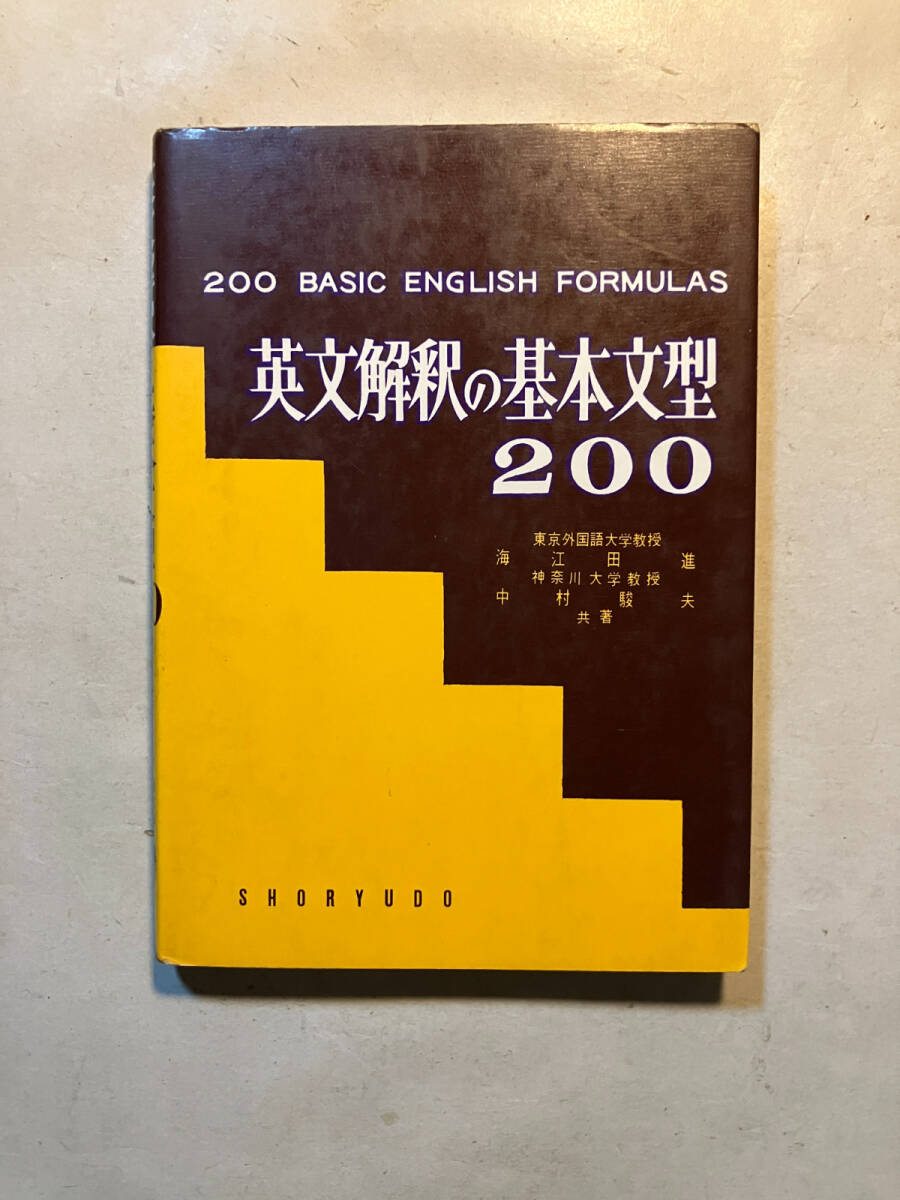 200 BASIC ENGLISH FORMULAS
英文解釈の基本文型
200
東京外国語大学教授
海江田進
神奈川大学教授
中村駿夫
共著
SHORYUDO